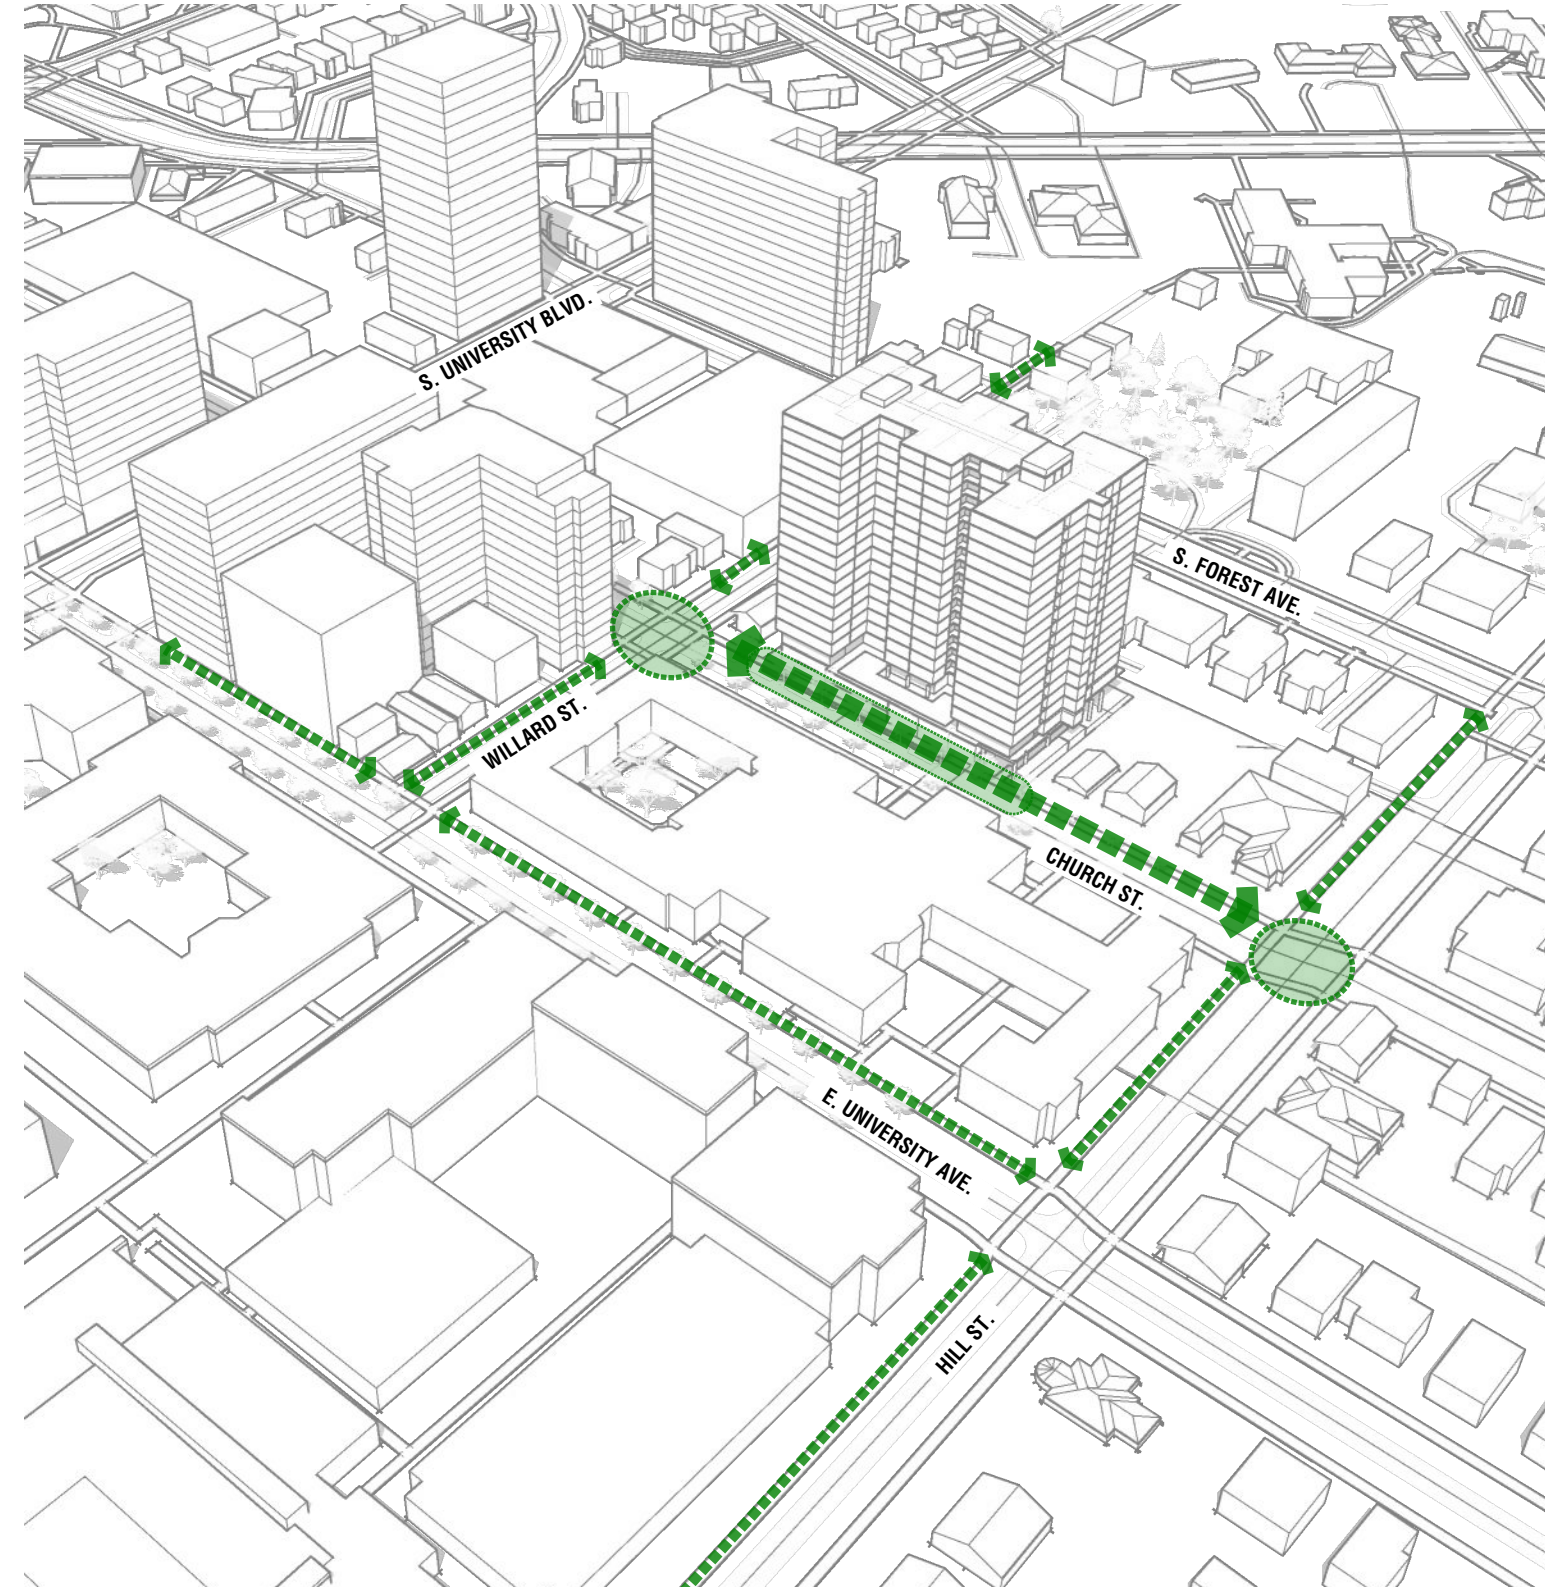 S. UNIVERSITY BLVD.
S. FOREST AVE.
WILLARD ST.
CHURCH ST.
E. UNIVERSITY AVE.
HILL ST.